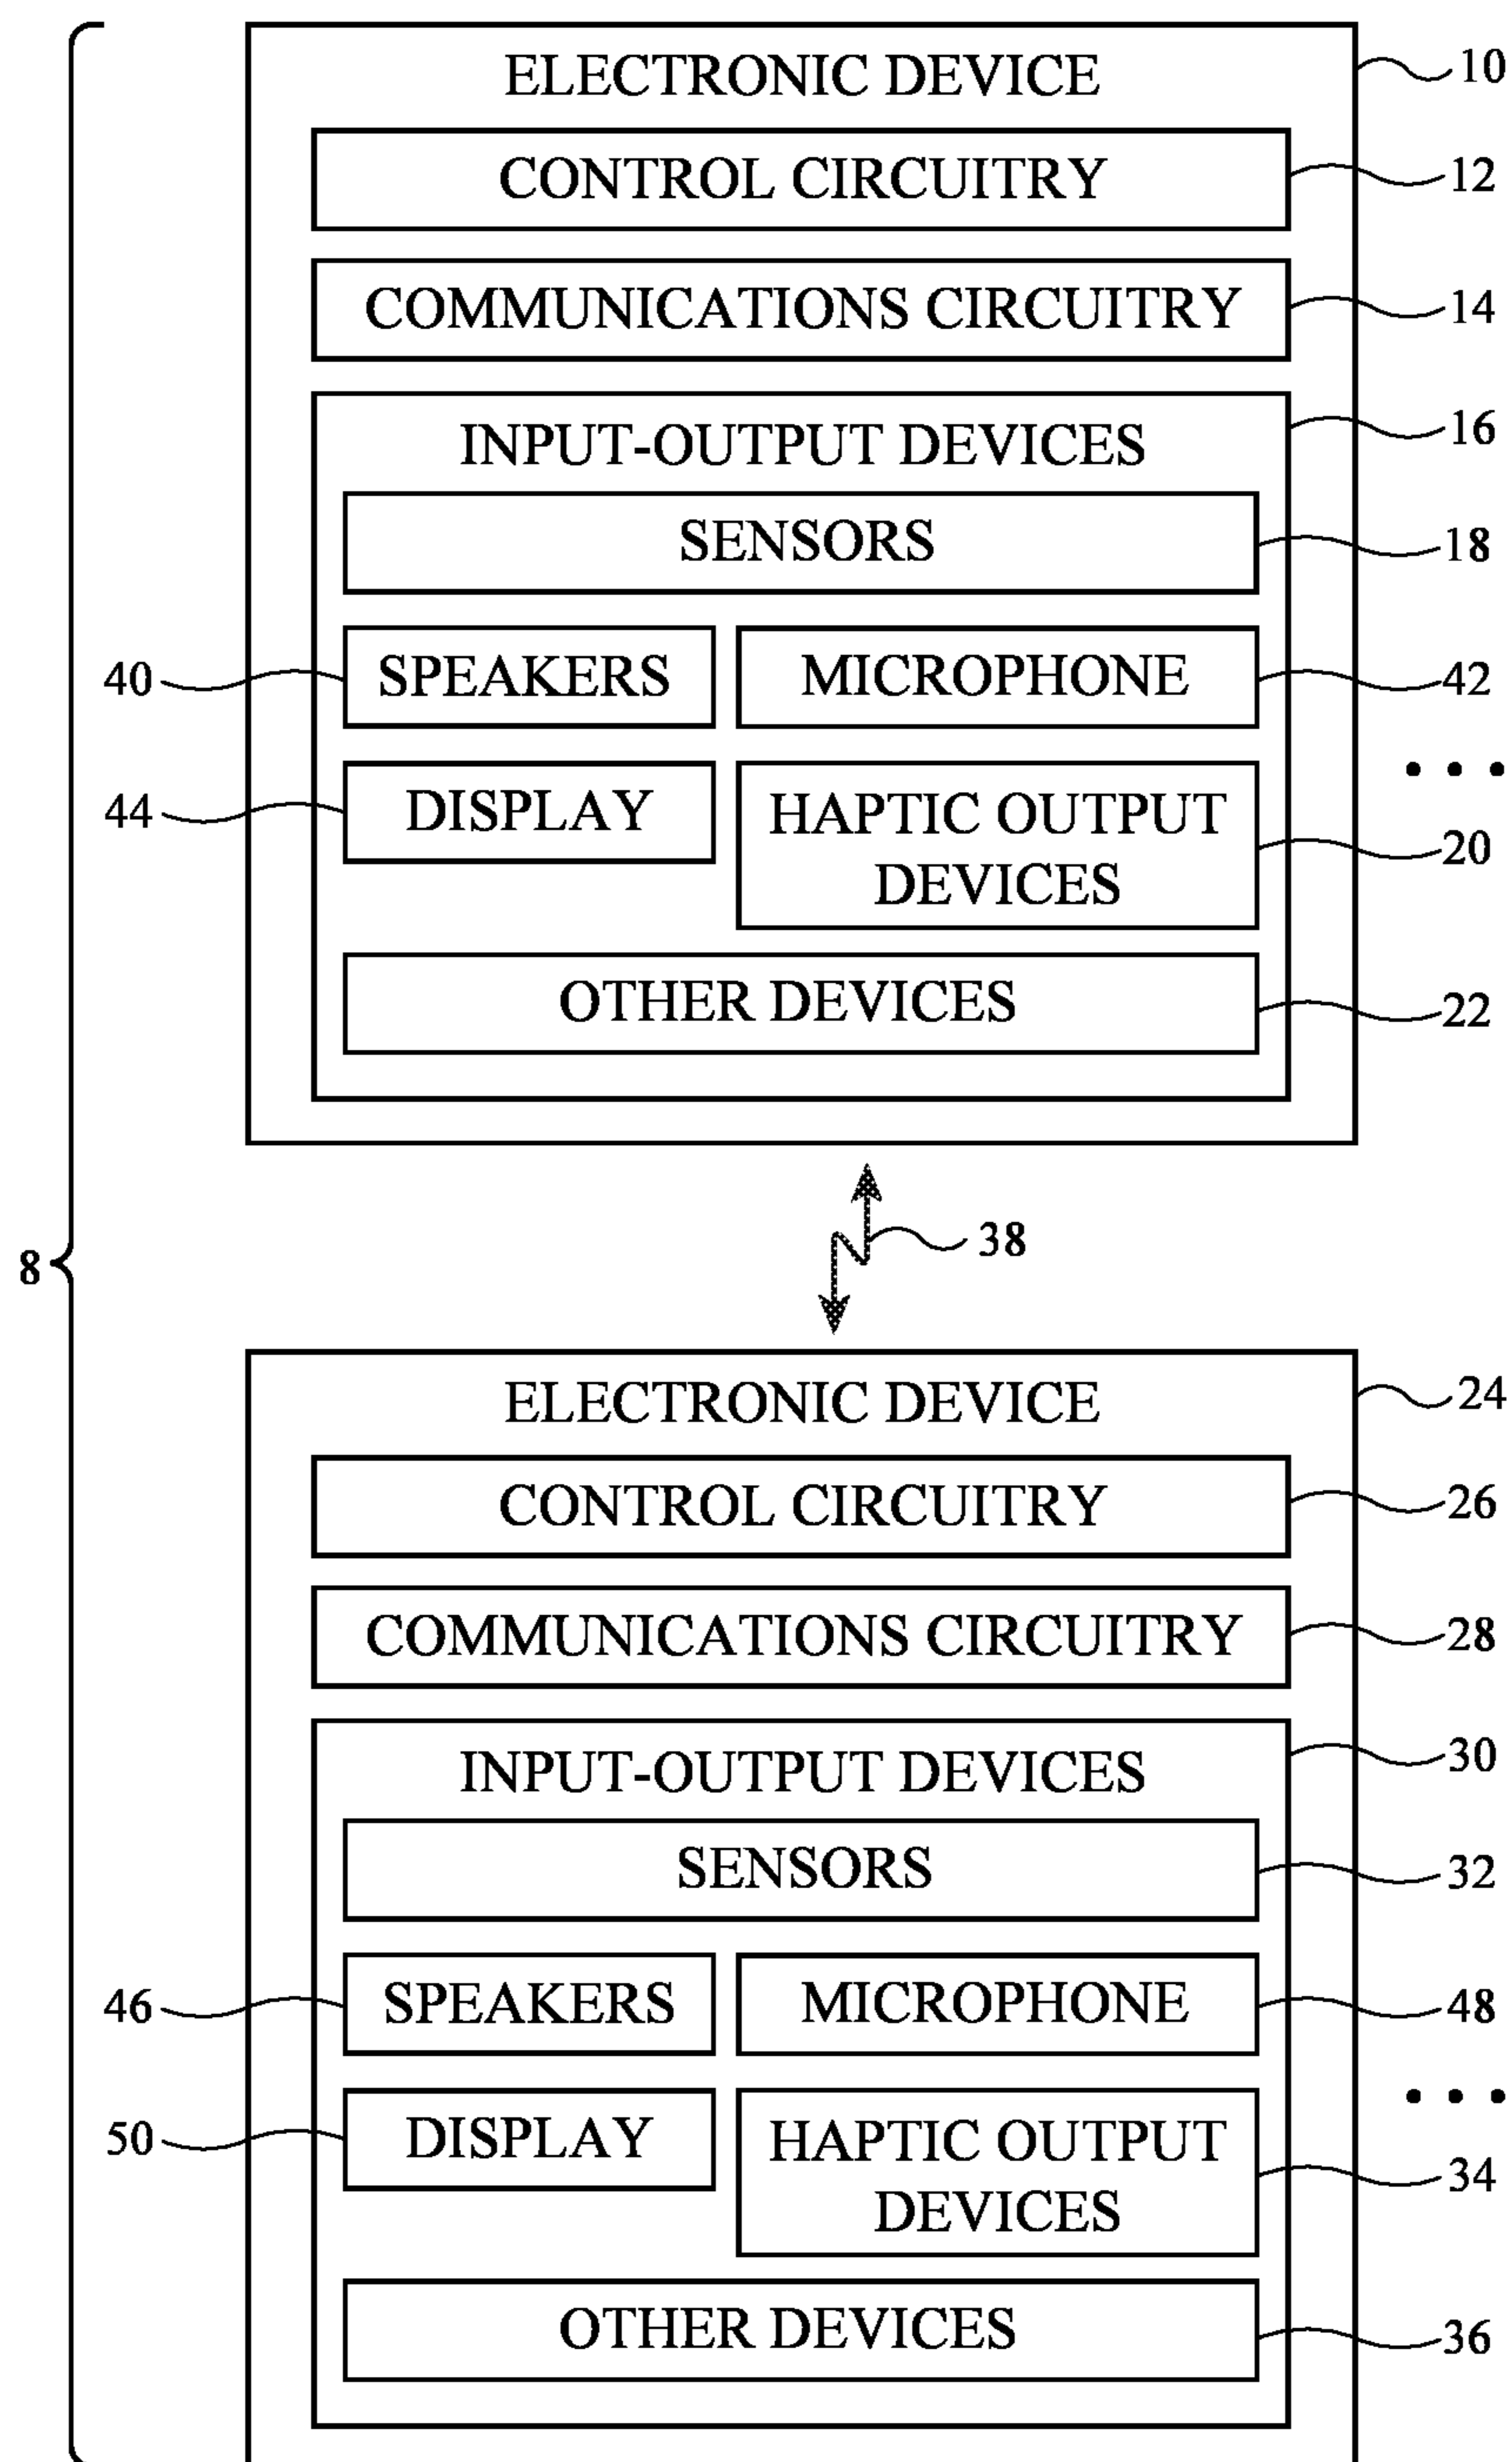 ELECTRONIC DEVICE
10
CONTROL CIRCUITRY
12
COMMUNICATIONS CIRCUITRY
14
INPUT-OUTPUT DEVICES
16
SENSORS
18
40
SPEAKERS
MICROPHONE
42
44
DISPLAY
HAPTIC OUTPUT
DEVICES
20
OTHER DEVICES
22
8
38
ELECTRONIC DEVICE
24
CONTROL CIRCUITRY
26
COMMUNICATIONS CIRCUITRY
28
INPUT-OUTPUT DEVICES
30
SENSORS
32
46
SPEAKERS
MICROPHONE
48
50
DISPLAY
HAPTIC OUTPUT
DEVICES
34
OTHER DEVICES
36